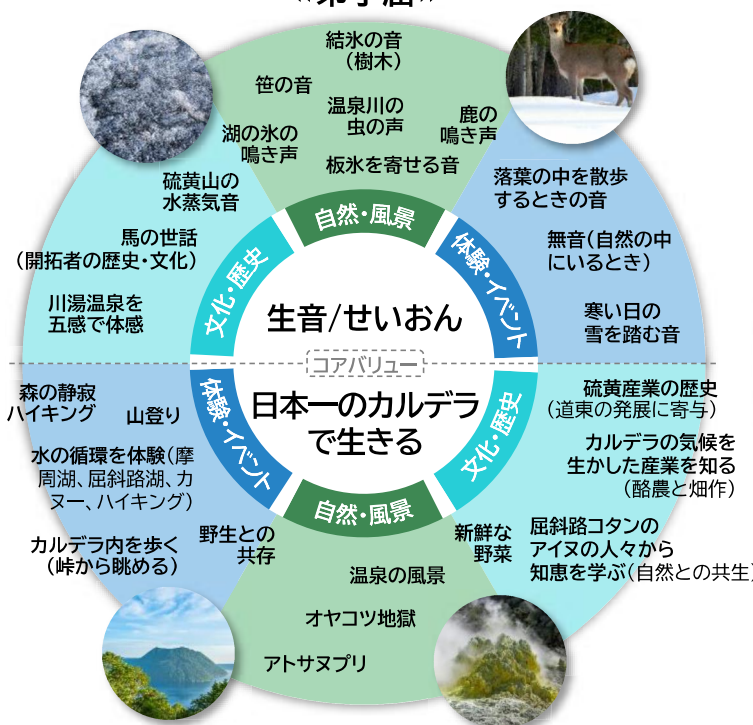 結氷の音
（樹木）
笹の音
温泉川の
虫の声
鹿の
鳴き声
湖の氷の
鳴き声
板氷を寄せる音
硫黄山の
水蒸気音
馬の世話
（開拓者の歴史・文化）
川湯温泉を
五感で体感
落葉の中を散歩
するときの音
無音（自然の中
にいるとき）
寒い日の
雪を踏む音
自然・風景
文化・歴史
体験・イベント
生音/せいおん
コアバリュー
日本一のカルデラ
で生きる
体験・イベント
文化・歴史
自然・風景
森の静寂
ハイキング
山登り
水の循環を体験（摩
周湖、屈斜路湖、カ
ヌー、ハイキング）
カルデラ内を歩く
（峠から眺める）
硫黄産業の歴史
（道東の発展に寄与）
カルデラの気候を
生かした産業を知る
（酪農と畑作）
屈斜路コタンの
アイヌの人々から
知恵を学ぶ（自然との共生）
野生との
共存
新鮮な
野菜
温泉の風景
オヤコツ地獄
アトサヌプリ